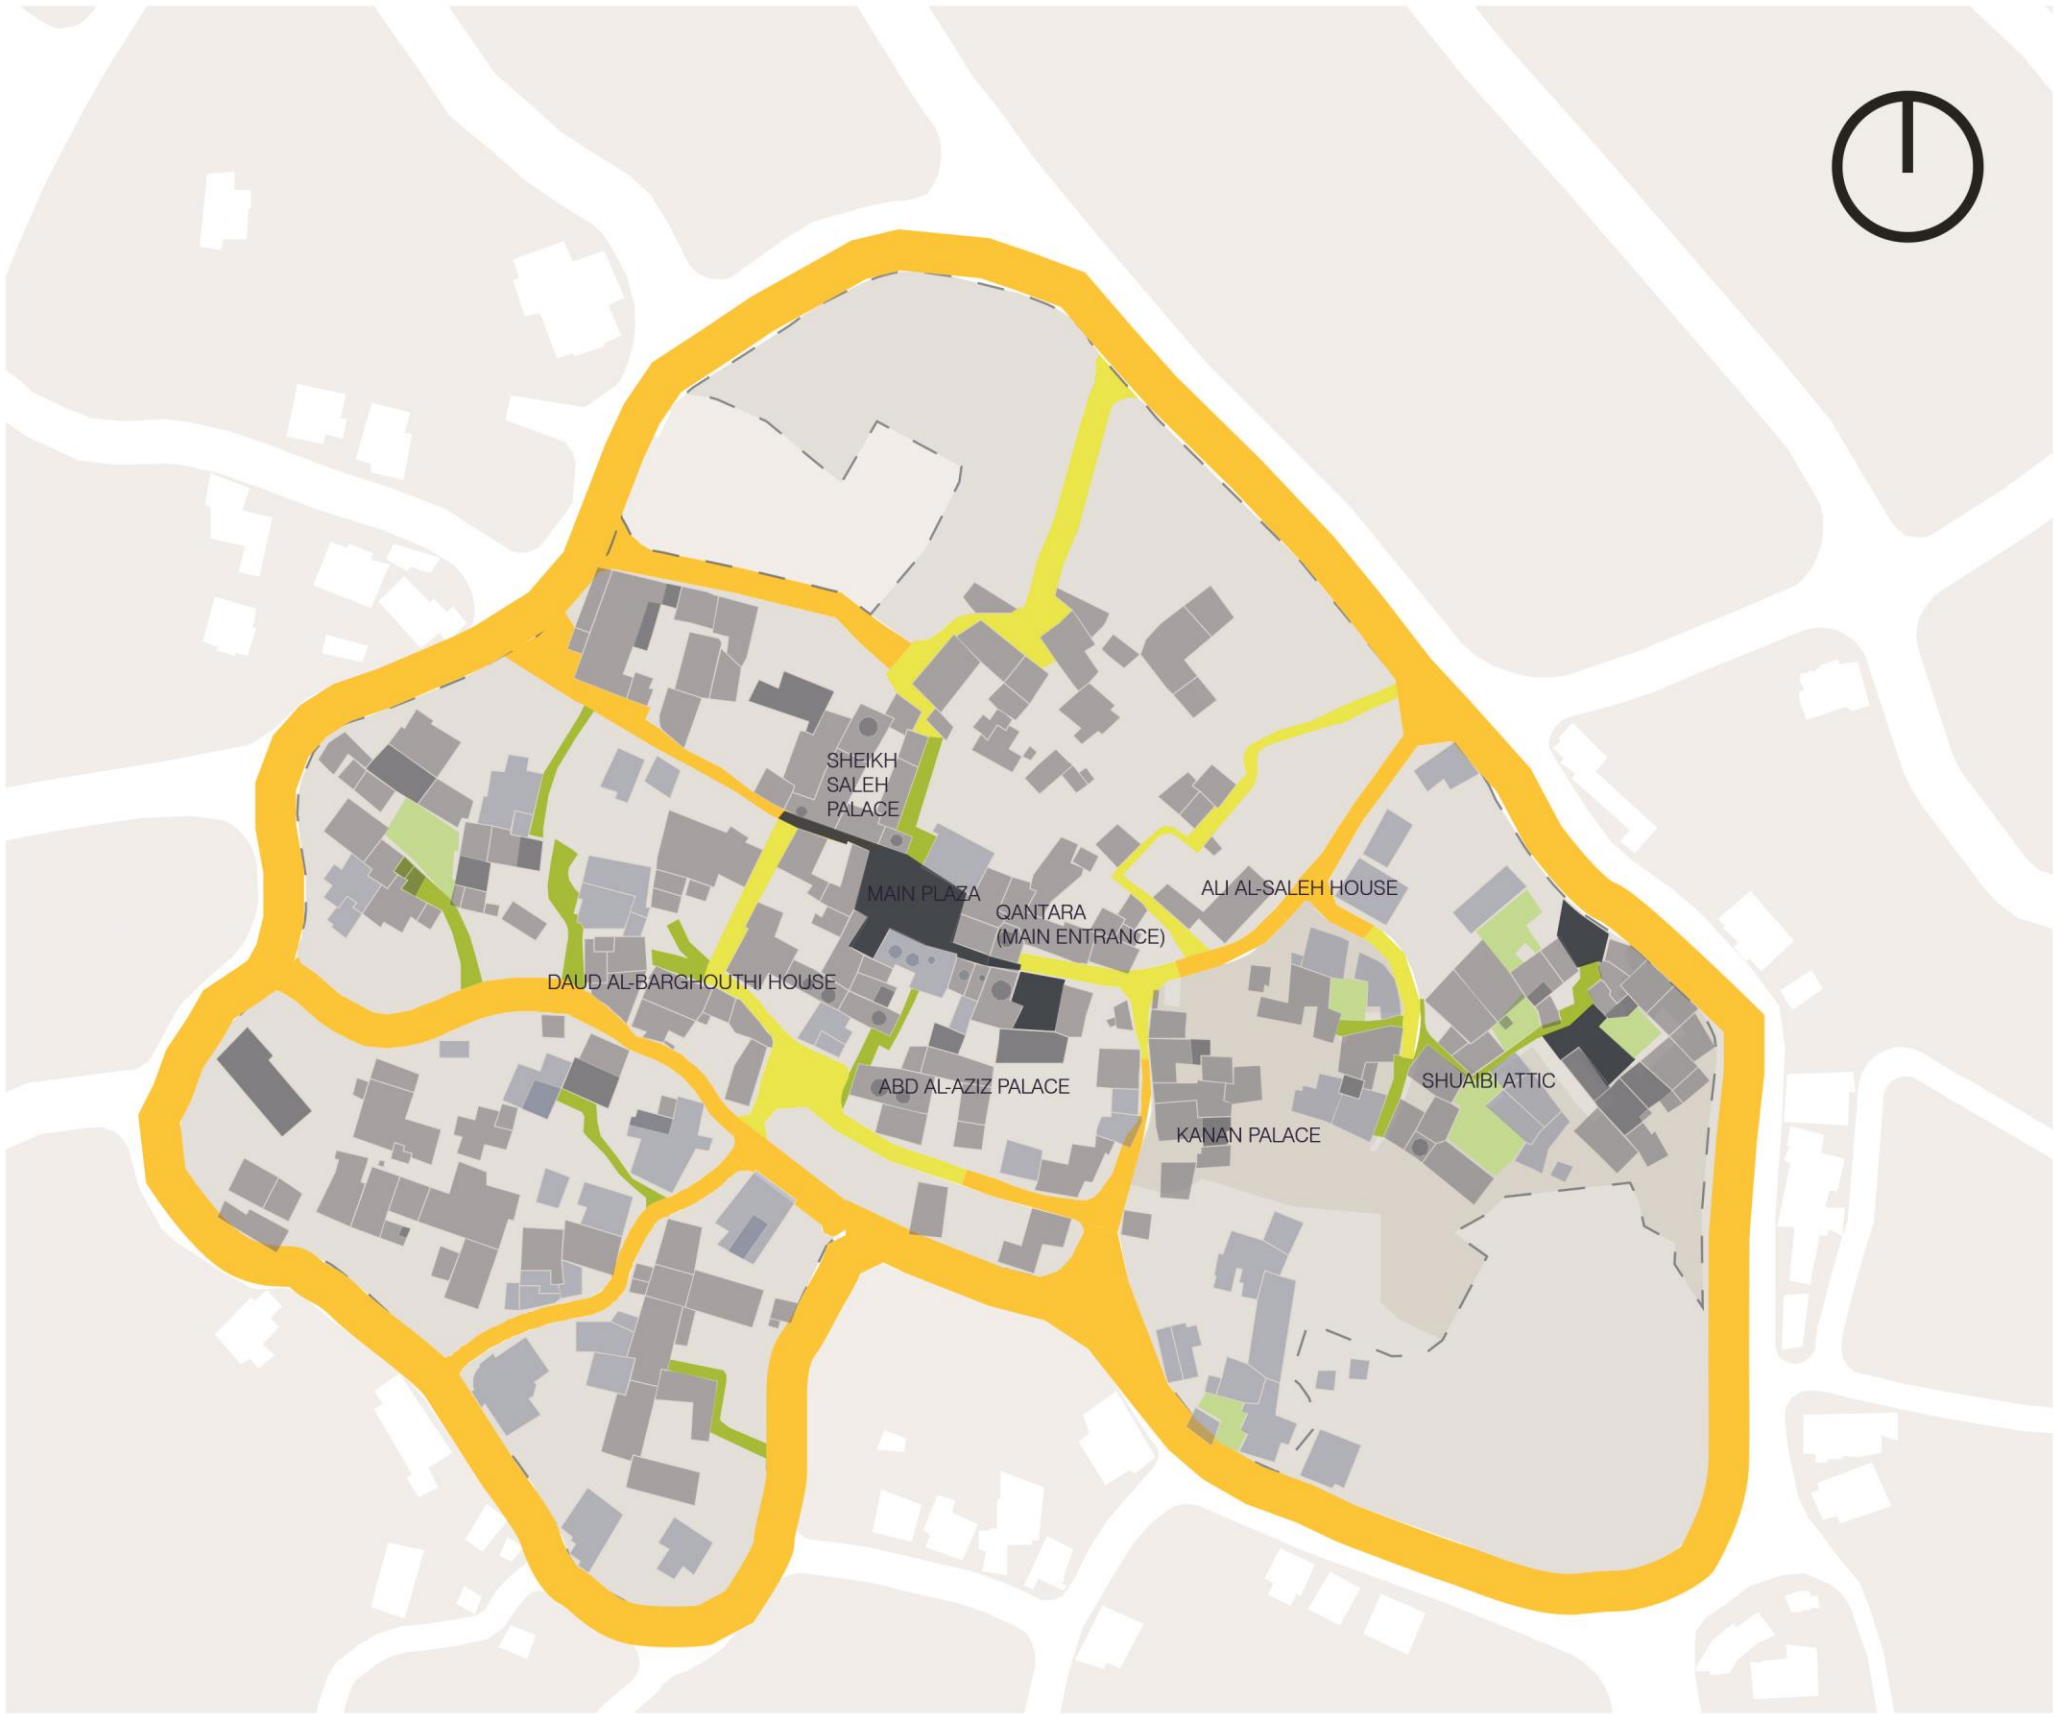 SHEIKH
SALEH
PALACE
MAIN PLAZA
ALI AL-SALEH HOUSE
QANTARA
(MAIN ENTRANCE)
DAUD AL-BARGHOUTHI HOUSE
SHUAIBI ATTIC
ABD AL-AZIZ PALACE
KANAN PALACE